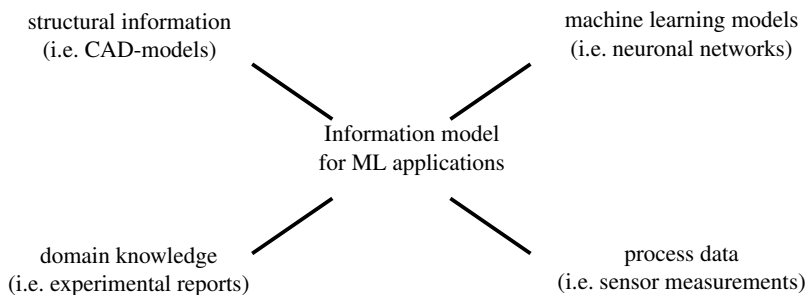 structural information
(i.e. CAD-models)
machine learning models
(i.e. neuronal networks)
Information model
for ML applications
domain knowledge
(i.e. experimental reports)
process data
(i.e. sensor measurements)